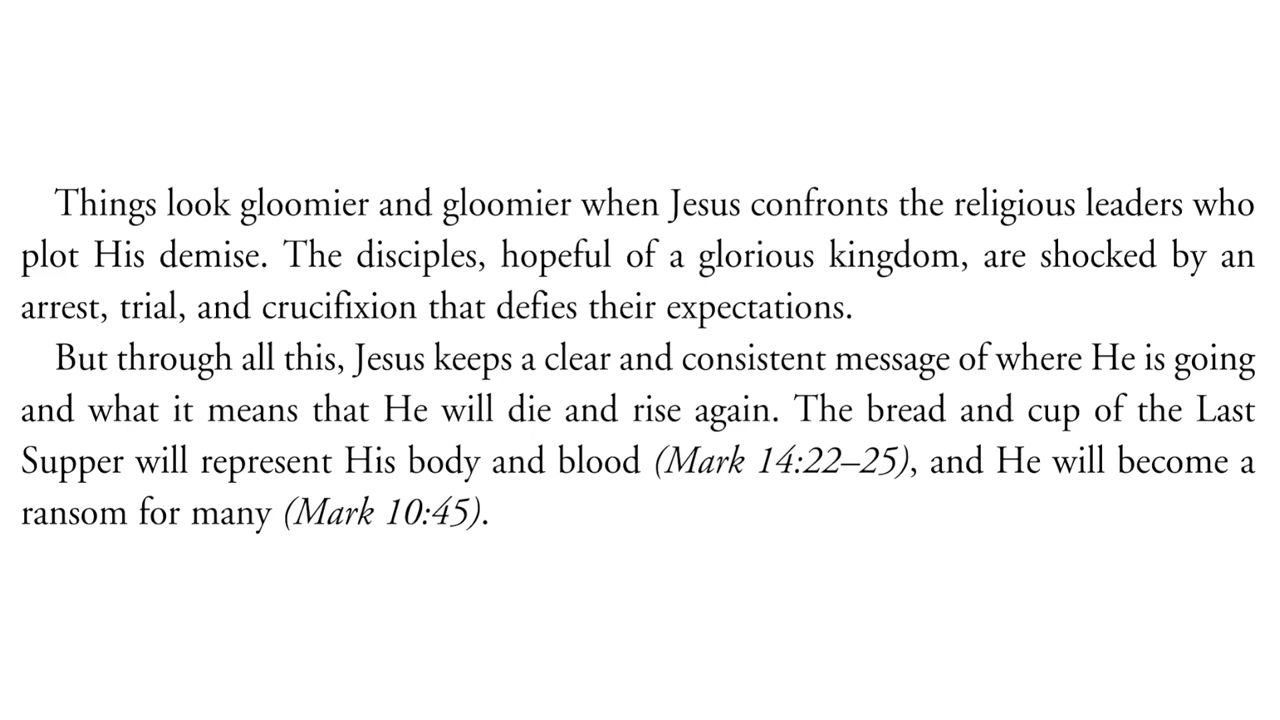 Things look gloomier and gloomier when Jesus confronts the religious leaders who
plot His demise. The disciples, hopeful of a glorious kingdom, are shocked by an
arrest, trial, and crucifixion that defies their expectations.
But through all this, Jesus keeps a clear and consistent message of where He is going
and what it means that He will die and rise again. The bread and cup of the Last
Supper will represent His body and blood (Mark 14:22–25), and He will become a
ransom for many (Mark 10:45).